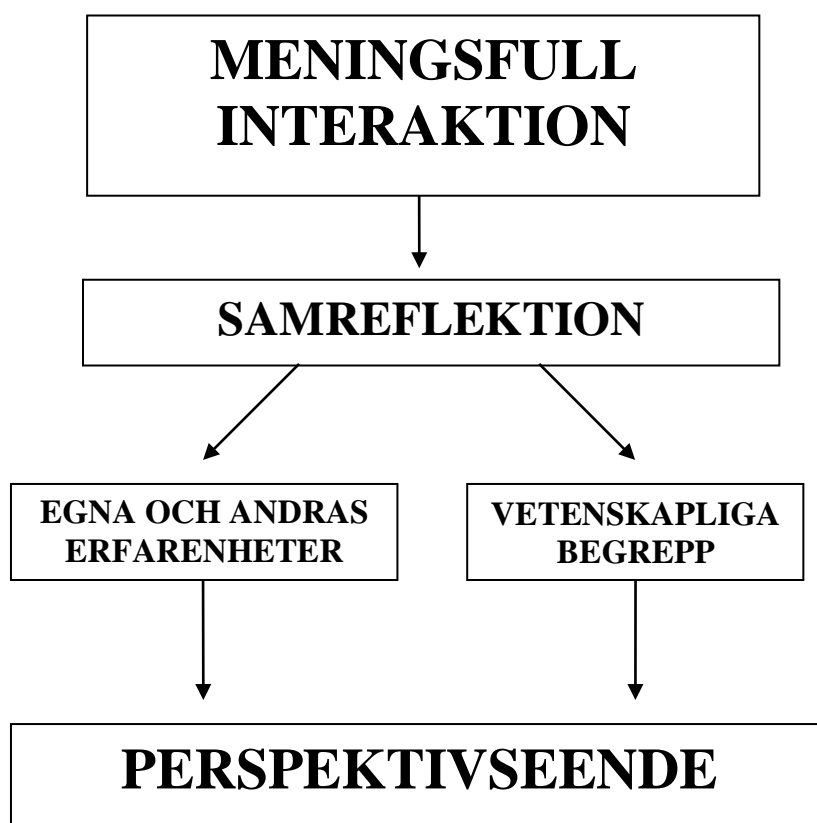 MENINGSFULL
INTERAKTION
SAMREFLEKTION
EGNA OCH ANDRAS
ERFARENHETER
VETENSKAPLIGA
BEGREPP
PERSPEKTIVSEENDE